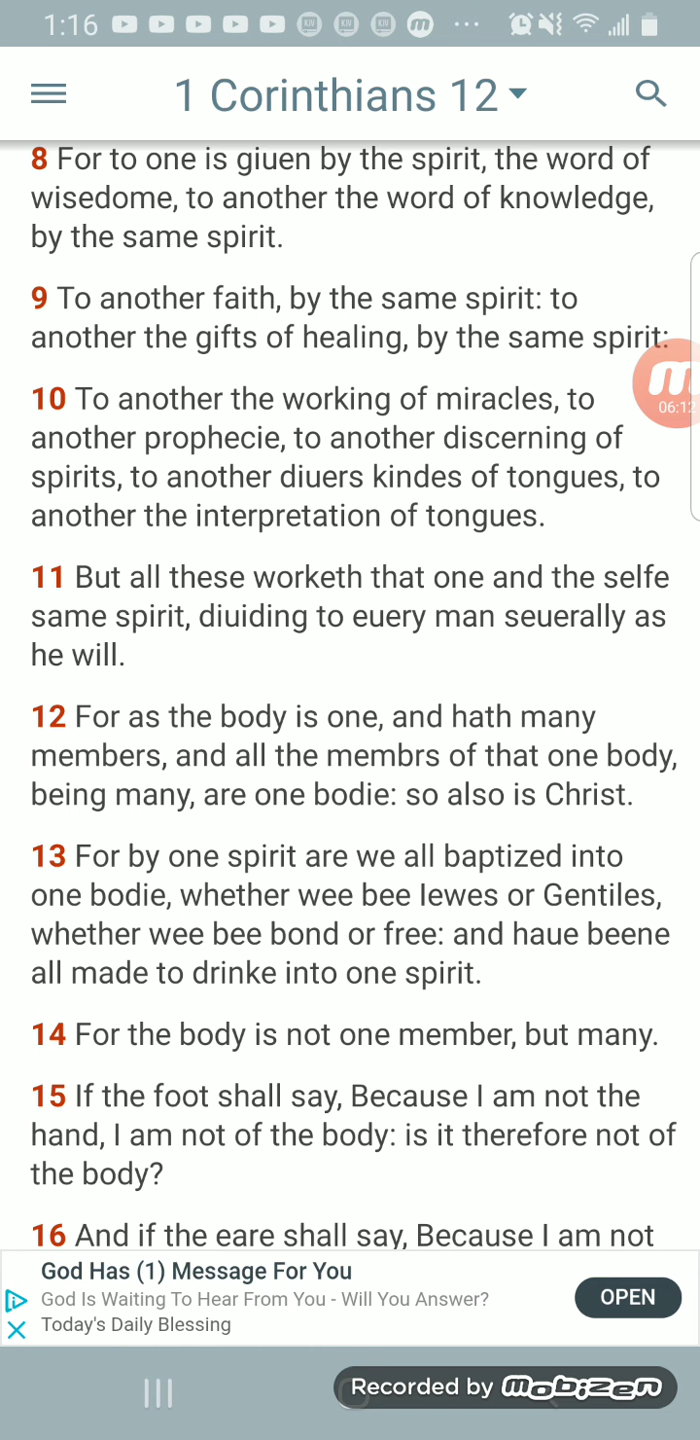 1:16
1 Corinthians 12
8 For to one is giuen by the spirit, the word of
wisedome, to another the word of knowledge,
by the same spirit.
9 To another faith, by the same spirit: to
another the gifts of healing, by the same spirit:
10 To another the working of miracles, to
another prophecie, to another discerning of
spirits, to another diuers kindes of tongues, to
another the interpretation of tongues.
11 But all these worketh that one and the selfe
same spirit, diuiding to euery man seuerally as
he will.
12 For as the body is one, and hath many
members, and all the membrs of that one body,
being many, are one bodie: so also is Christ.
13 For by one spirit are we all baptized into
one bodie, whether wee bee Iewes or Gentiles,
whether wee bee bond or free: and haue beene
all made to drinke into one spirit.
14 For the body is not one member, but many.
15 If the foot shall say, Because I am not the
hand, I am not of the body: is it therefore not of
the body?
16 And if the eare shall say, Because I am not
m
06:12
God Has (1) Message For You
God Is Waiting To Hear From You - Will You Answer?
Today's Daily Blessing
OPEN
Recorded by mobizen